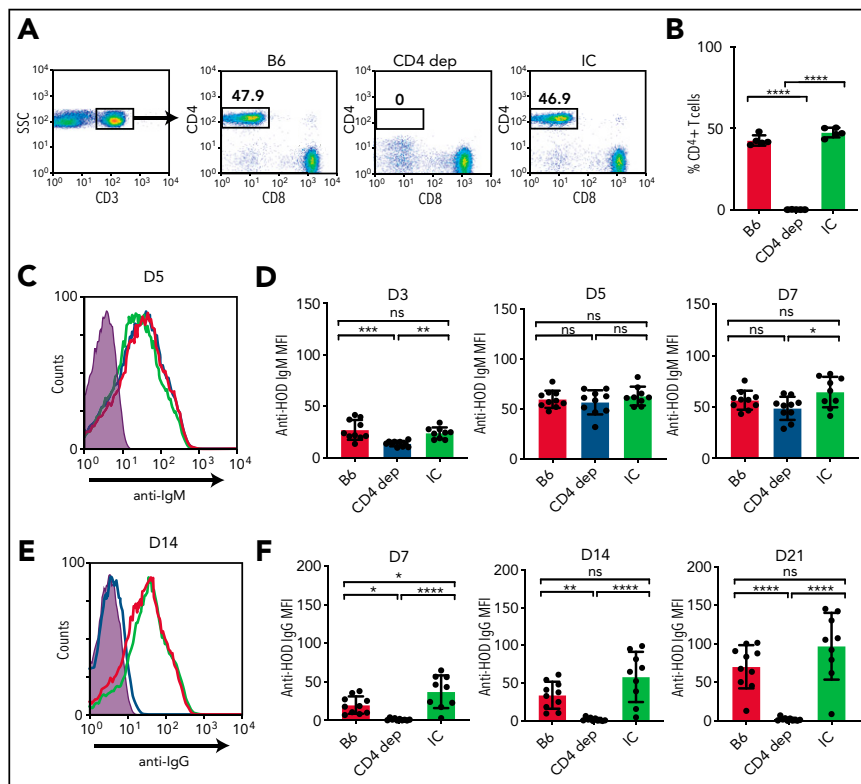 A
B6
CD4 dep
IC
SSC
10⁴
10³
10²
10¹
10⁰
10⁰ 10¹ 10² 10³ 10⁴
CD3
CD4
10⁴
10³
10²
10¹
10⁰
47.9
10⁰ 10¹ 10² 10³ 10⁴
CD8
CD4
10⁴
10³
10²
10¹
10⁰
0
10⁰ 10¹ 10² 10³ 10⁴
CD8
CD4
10⁴
10³
10²
10¹
10⁰
46.9
10⁰ 10¹ 10² 10³ 10⁴
CD8
B
% CD4+ T cells
100
50
0
****
****
B6
CD4 dep
IC
C
D5
Counts
100
0
10⁰ 10¹ 10² 10³ 10⁴
anti-IgM
D
D3
Anti-HOD IgM MFI
150
100
50
0
ns
*** **
B6
CD4 dep
IC
D5
Anti-HOD IgM MFI
150
100
50
0
ns
ns ns
B6
CD4 dep
IC
D7
Anti-HOD IgM MFI
150
100
50
0
ns
ns *
B6
CD4 dep
IC
E
D14
Counts
100
0
10⁰ 10¹ 10² 10³ 10⁴
anti-IgG
F
D7
Anti-HOD IgG MFI
200
150
100
50
0
*
* ****
B6
CD4 dep
IC
D14
Anti-HOD IgG MFI
200
150
100
50
0
ns
** ****
B6
CD4 dep
IC
D21
Anti-HOD IgG MFI
200
150
100
50
0
ns
**** ****
B6
CD4 dep
IC